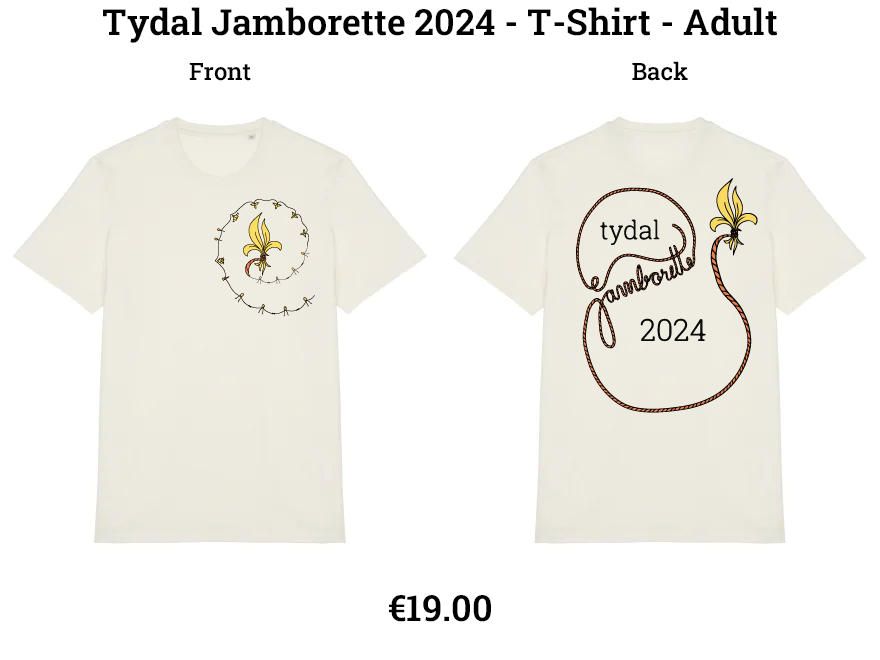 Tydal Jamborette 2024 - T-Shirt - Adult
Front
Back
tydal
jamborette
2024
€19.00